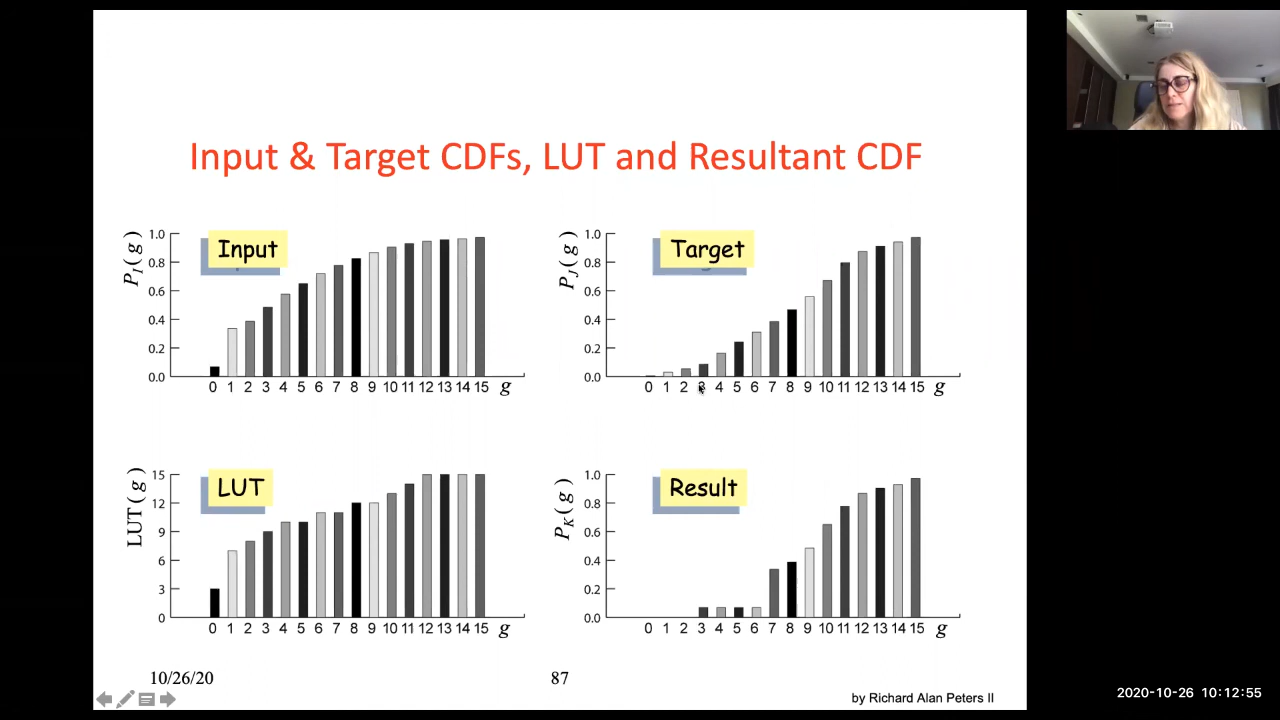 Input & Target CDFs, LUT and Resultant CDF
P_I(g)
1.0
0.8
0.6
0.4
0.2
0.0
Input
0 1 2 3 4 5 6 7 8 9 10 11 12 13 14 15 g
P_J(g)
1.0
0.8
0.6
0.4
0.2
0.0
Target
0 1 2 3 4 5 6 7 8 9 10 11 12 13 14 15 g
LUT(g)
15
12
9
6
3
0
LUT
0 1 2 3 4 5 6 7 8 9 10 11 12 13 14 15 g
P_K(g)
1.0
0.8
0.6
0.4
0.2
0.0
Result
0 1 2 3 4 5 6 7 8 9 10 11 12 13 14 15 g
10/26/20
87
by Richard Alan Peters II
2020-10-26 10:12:55